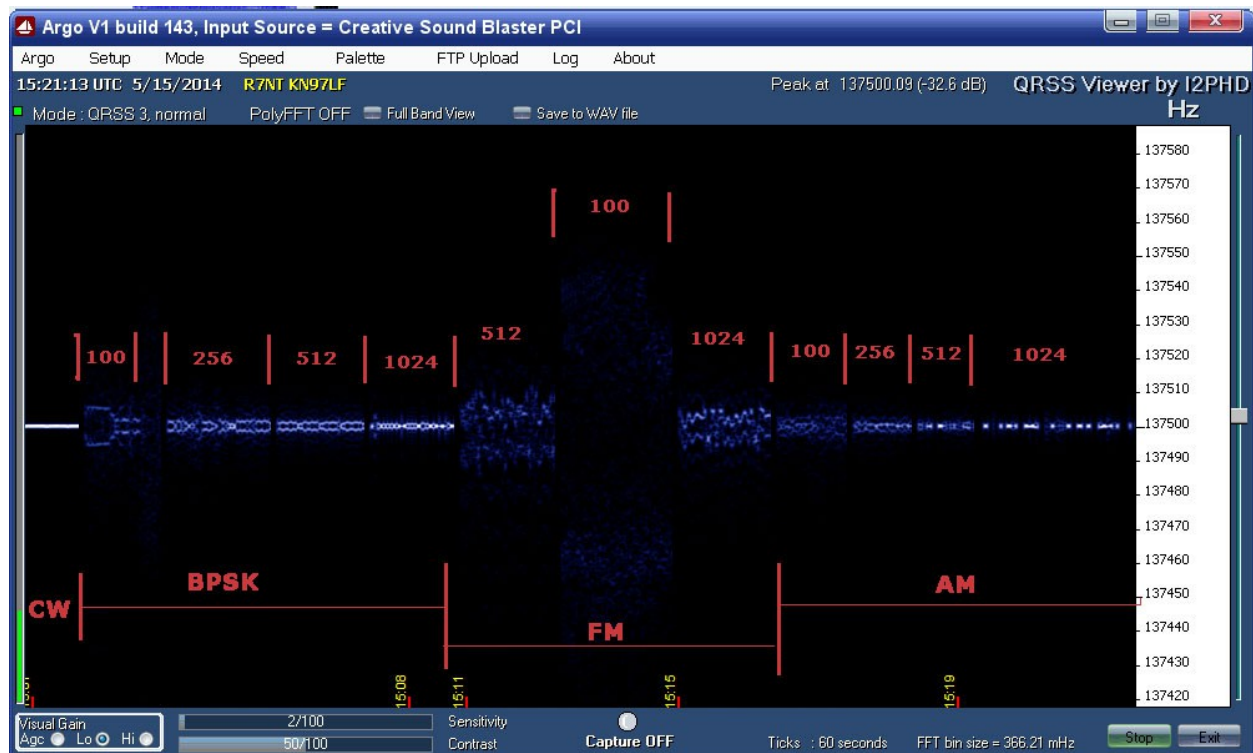 Argo V1 build 143, Input Source = Creative Sound Blaster PCI
Argo Setup Mode Speed Palette FTP Upload Log About
15:21:13 UTC 5/15/2014 R7NT KN97LF Peak at 137500.09 (-32.6 dB) QRSS Viewer by I2PHD
Mode : QRSS 3, normal PolyFFT OFF Full Band View Save to WAV file Hz
137580
137570
137560
137550
137540
137530
137520
137510
137500
137490
137480
137470
137460
137450
137440
137430
137420
100
100 256 512 1024 512 1024 100 256 512 1024
BPSK AM
CW
FM
15:08 15:11 15:15 15:19
Visual Gain
Agc Lo Hi
2/100 Sensitivity
50/100 Contrast
Capture OFF
Ticks : 60 seconds FFT bin size = 366.21 mHz
Stop Exit